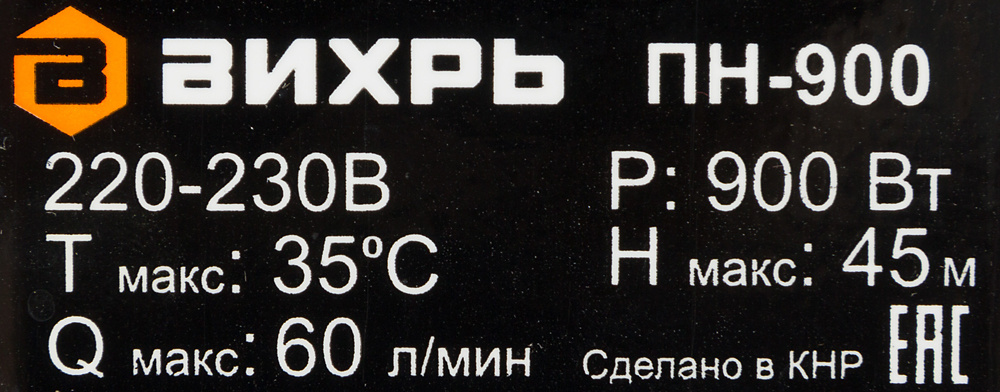 ВИХРЬ ПН-900
220-230В P: 900 Вт
T макс: 35°C H макс: 45 м
Q макс: 60 л/мин Сделано в КНР EAC